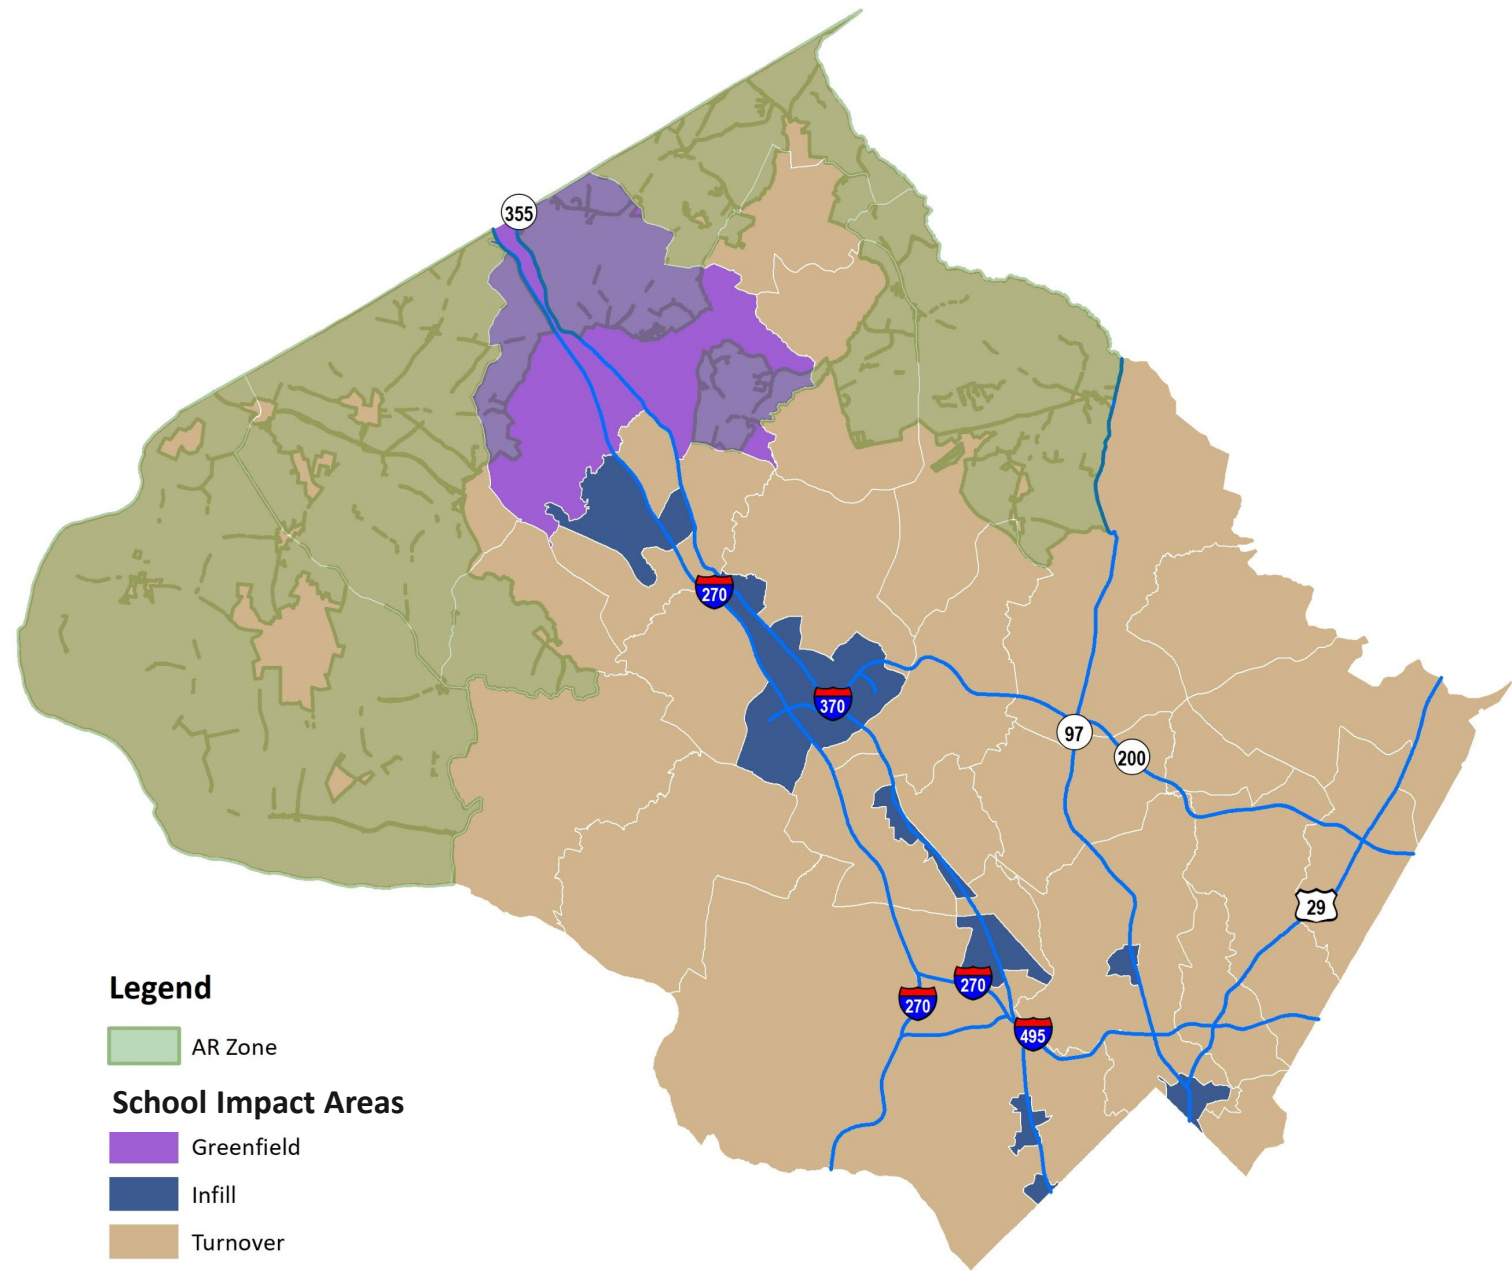 355
270
370
97
200
29
270
270
495
Legend
AR Zone
School Impact Areas
Greenfield
Infill
Turnover